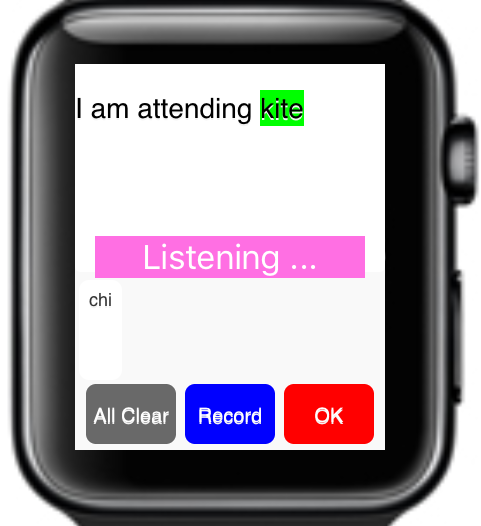 I am attending kite
Listening ...
chi
All Clear
Record
OK